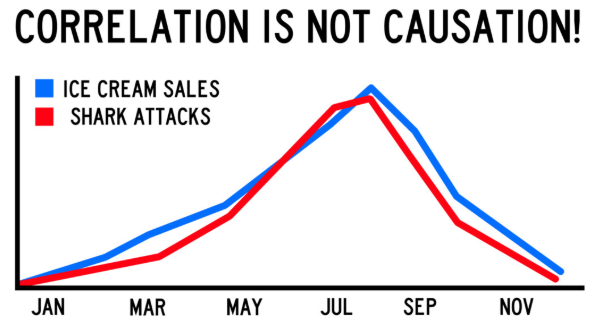 CORRELATION IS NOT CAUSATION!
ICE CREAM SALES
SHARK ATTACKS
JAN MAR MAY JUL SEP NOV